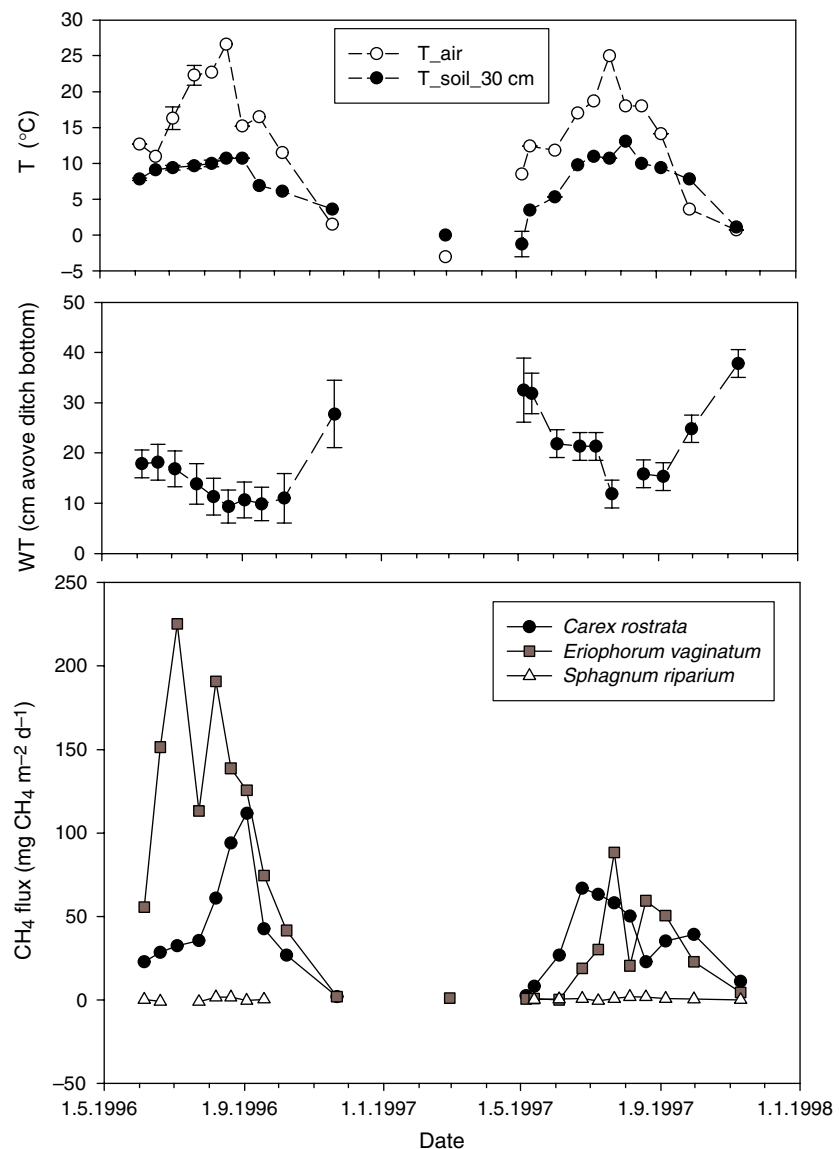 30
25
20
15
10
5
0
−5
T (°C)
T_air
T_soil_30 cm
50
40
30
20
10
0
WT (cm avove ditch bottom)
250
200
150
100
50
0
−50
CH₄ flux (mg CH₄ m⁻² d⁻¹)
Carex rostrata
Eriophorum vaginatum
Sphagnum riparium
1.5.1996 1.9.1996 1.1.1997 1.5.1997 1.9.1997 1.1.1998
Date